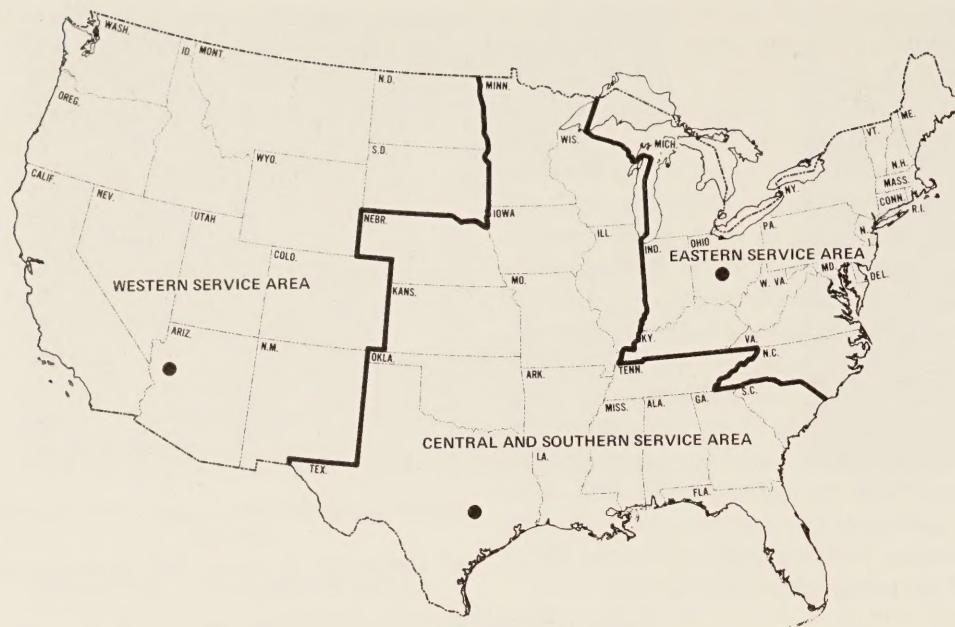 WASH.
ID.
MONT.
N.D.
MINN.
OREG.
WIS.
MICH.
VT.
ME.
N.H.
WYO.
S.D.
MASS.
NY.
CONN.
R.I.
CALIF.
NEV.
UTAH
NEBR.
IOWA
ILL.
IND.
OHIO
PA.
N.J.
COLO.
EASTERN SERVICE AREA
MD.
DEL.
W. VA.
WESTERN SERVICE AREA
KANS.
MO.
KY.
VA.
ARIZ.
N.M.
OKLA.
TENN.
N.C.
ARK.
MISS.
ALA.
GA.
S.C.
CENTRAL AND SOUTHERN SERVICE AREA
TEX.
LA.
FLA.